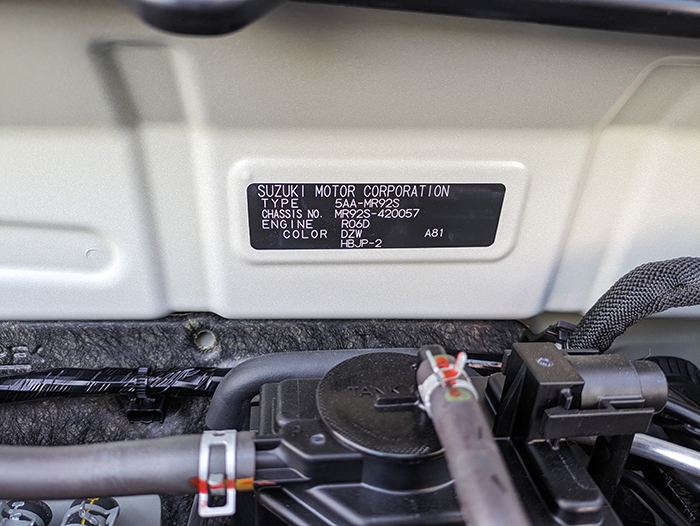 SUZUKI MOTOR CORPORATION
TYPE 5AA-MR92S
CHASSIS NO. MR92S-420057
ENGINE R06D
COLOR DZW A81
HBJP-2
TANK